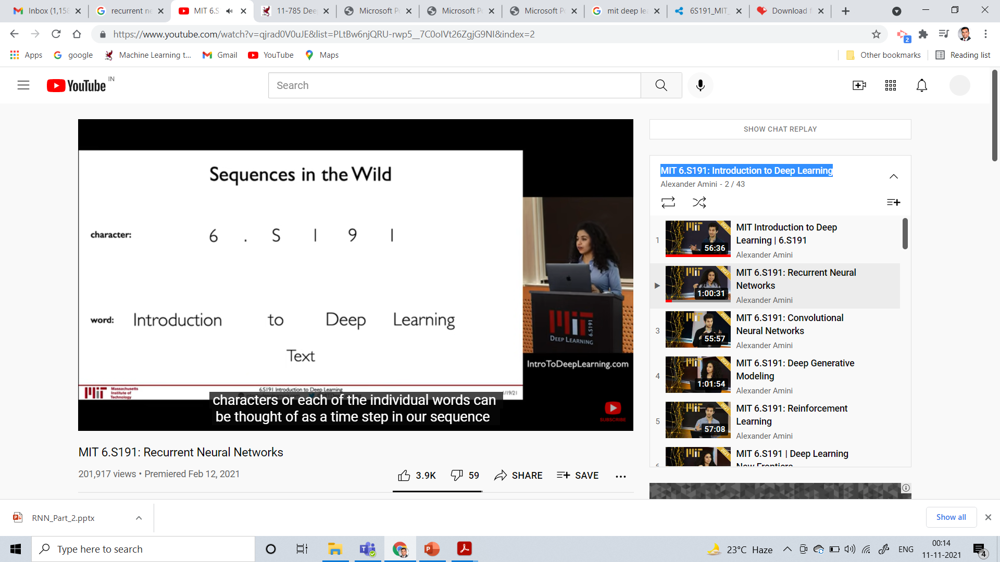 Inbox (1,158
recurrent ne
MIT 6.S
11-785 Dee
Microsoft P
Microsoft Po
Microsoft Po
mit deep lea
6S191_MIT_
Download f
https://www.youtube.com/watch?v=qjrad0V0uJE&list=PLtBw6njQRU-rwp5__7C0oIVt26ZgjG9NI&index=2
2
Apps
google
Machine Learning t...
Gmail
YouTube
Maps
Other bookmarks
Reading list
YouTube IN
Search
SHOW CHAT REPLAY
Sequences in the Wild
character: 6 . S 1 9 1
word: Introduction to Deep Learning
Text
MIT Massachusetts Institute of Technology
6.S191 Introduction to Deep Learning
1/19/21
MIT 6.S191
DEEP LEARNING
IntroToDeepLearning.com
SUBSCRIBE
characters or each of the individual words can
be thought of as a time step in our sequence
MIT 6.S191: Introduction to Deep Learning
Alexander Amini - 2 / 43
1
56:36
MIT Introduction to Deep
Learning | 6.S191
Alexander Amini
1:00:31
MIT 6.S191: Recurrent Neural
Networks
Alexander Amini
3
55:57
MIT 6.S191: Convolutional
Neural Networks
Alexander Amini
4
1:01:54
MIT 6.S191: Deep Generative
Modeling
Alexander Amini
5
57:08
MIT 6.S191: Reinforcement
Learning
Alexander Amini
MIT 6.S191 | Deep Learning
New Frontiers
MIT 6.S191: Recurrent Neural Networks
201,917 views • Premiered Feb 12, 2021
3.9K
59
SHARE
SAVE
RNN_Part_2.pptx
Show all
Type here to search
23°C Haze
ENG
00:14
11-11-2021
4